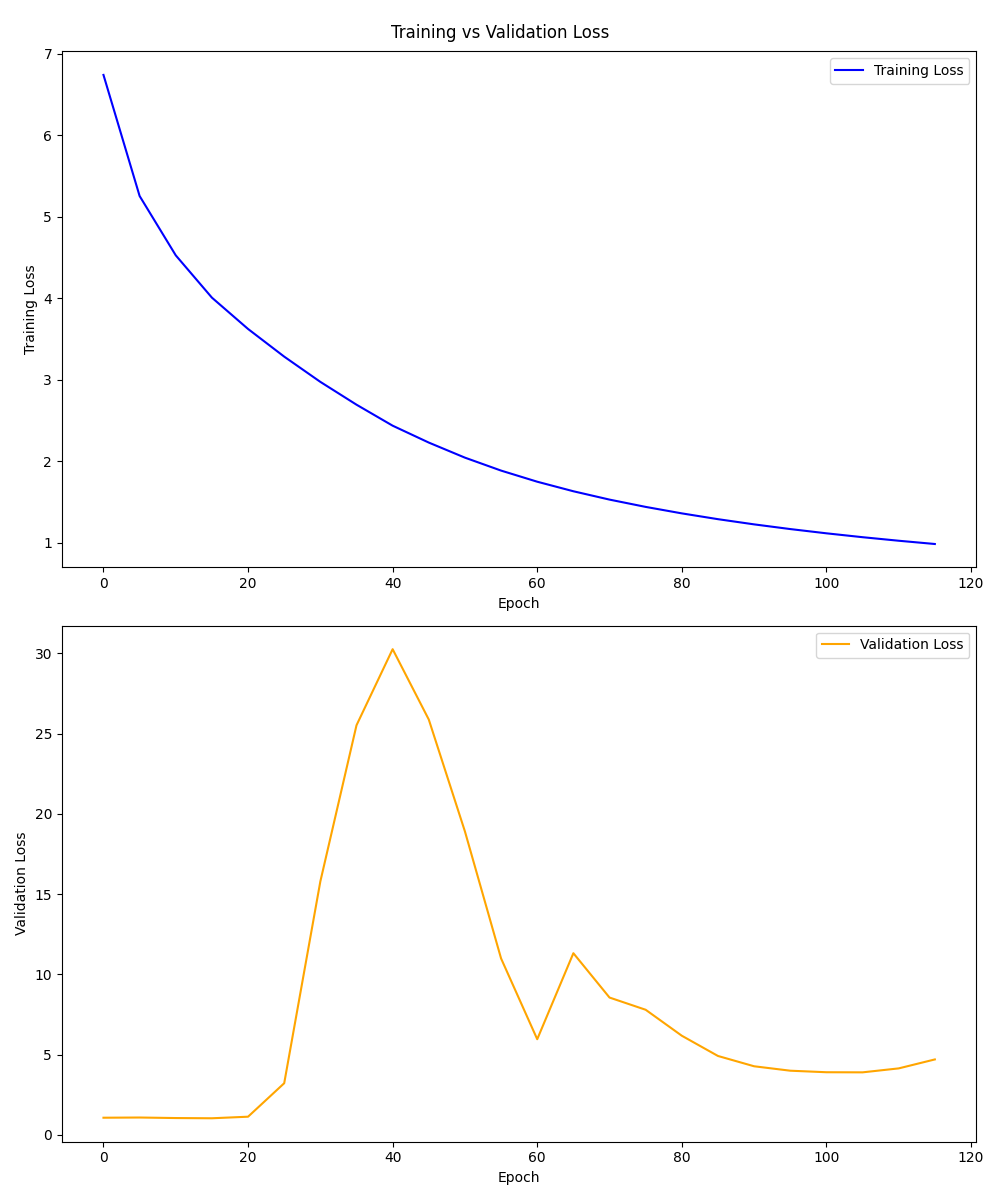 Training vs Validation Loss
7
6
5
4
3
2
1
Training Loss
Training Loss
0 20 40 60 80 100 120
Epoch
30
25
20
15
10
5
0
Validation Loss
Validation Loss
0 20 40 60 80 100 120
Epoch